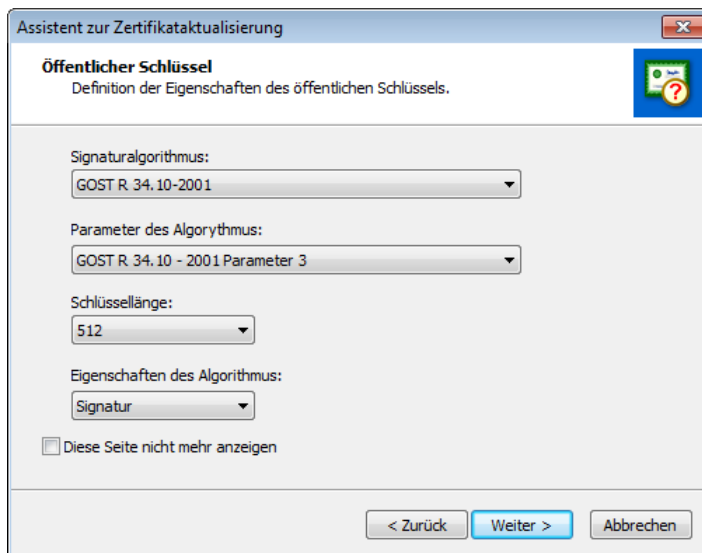 Assistent zur Zertifikataktualisierung
Öffentlicher Schlüssel
Definition der Eigenschaften des öffentlichen Schlüssels.
Signaturalgorithmus:
GOST R 34.10-2001
Parameter des Algorythmus:
GOST R 34.10 - 2001 Parameter 3
Schlüssellänge:
512
Eigenschaften des Algorithmus:
Signatur
Diese Seite nicht mehr anzeigen
< Zurück Weiter > Abbrechen